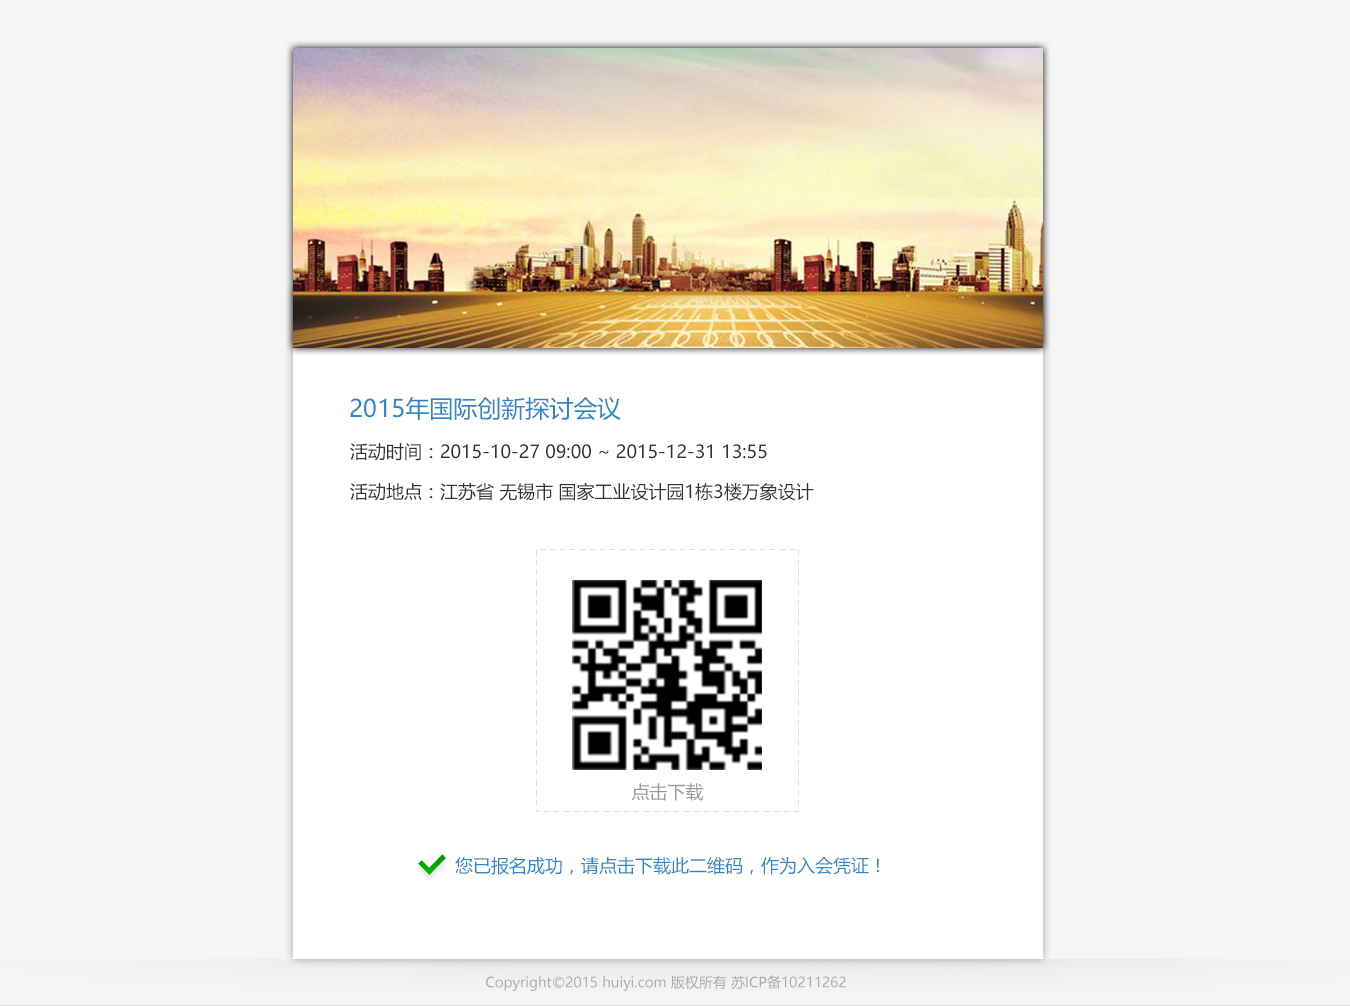 2015年国际创新探讨会议
活动时间：2015-10-27 09:00 ~ 2015-12-31 13:55
活动地点：江苏省 无锡市 国家工业设计园1栋3楼万象设计
点击下载
您已报名成功，请点击下载此二维码，作为入会凭证！
Copyright©2015 huiyi.com 版权所有 苏ICP备10211262